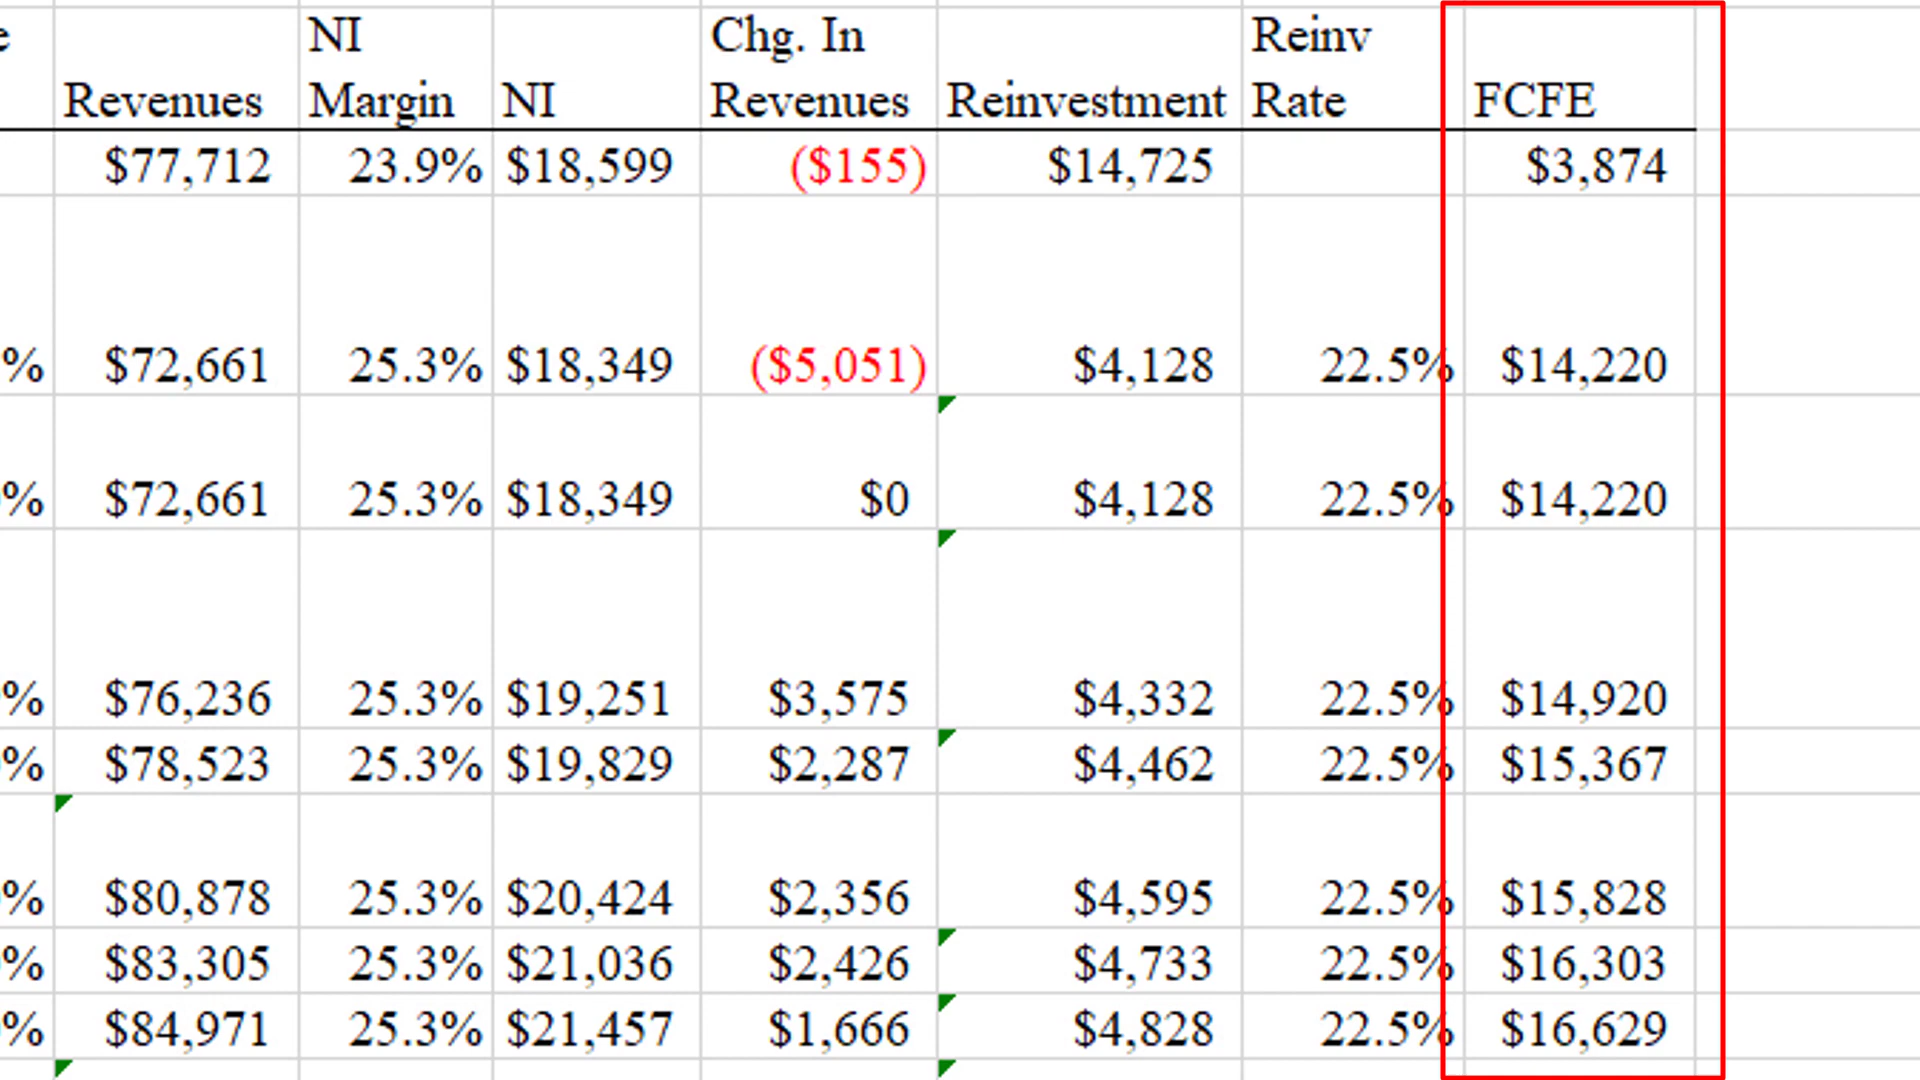 e NI Chg. In Reinv
Revenues Margin NI Revenues Reinvestment Rate FCFE
$77,712 23.9% $18,599 ($155) $14,725 $3,874
% $72,661 25.3% $18,349 ($5,051) $4,128 22.5% $14,220
% $72,661 25.3% $18,349 $0 $4,128 22.5% $14,220
% $76,236 25.3% $19,251 $3,575 $4,332 22.5% $14,920
% $78,523 25.3% $19,829 $2,287 $4,462 22.5% $15,367
% $80,878 25.3% $20,424 $2,356 $4,595 22.5% $15,828
% $83,305 25.3% $21,036 $2,426 $4,733 22.5% $16,303
% $84,971 25.3% $21,457 $1,666 $4,828 22.5% $16,629